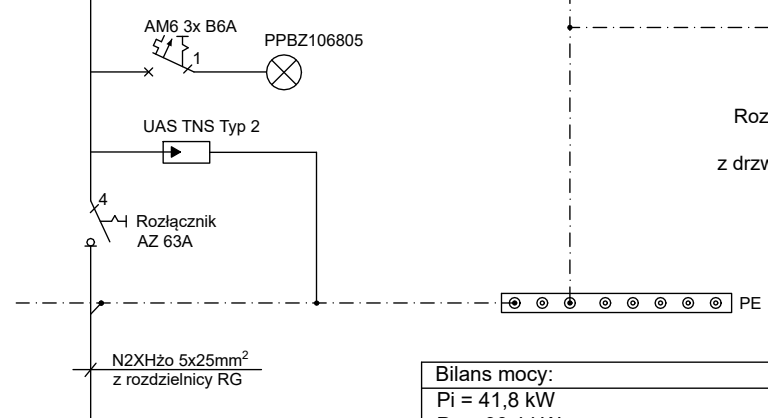 AM6 3x B6A
PPBZ106805
1
UAS TNS Typ 2
Roz
z drzw
4
Rozłącznik
AZ 63A
PE
N2XHżo 5x25mm²
z rozdzielnicy RG
Bilans mocy:
Pi = 41,8 kW